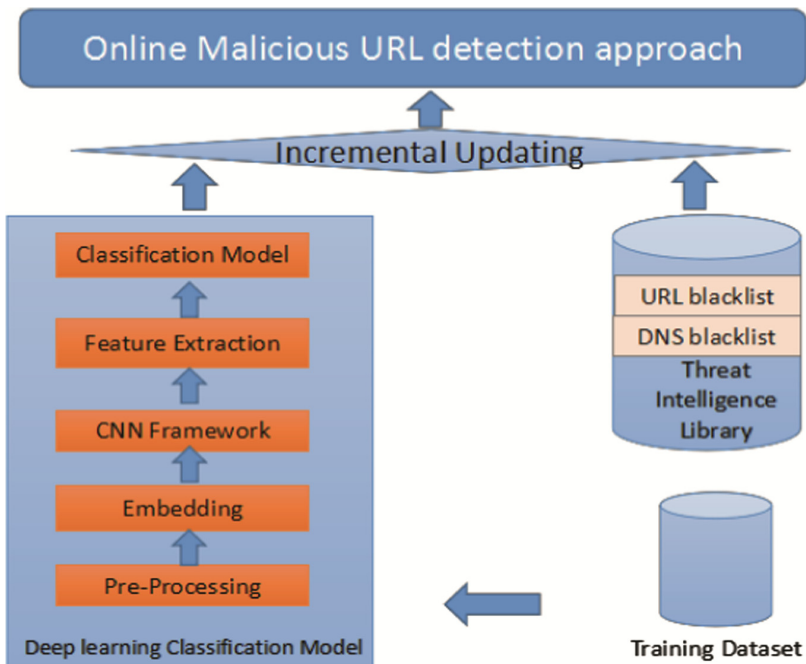 Online Malicious URL detection approach
Incremental Updating
Classification Model
Feature Extraction
CNN Framework
Embedding
Pre-Processing
Deep learning Classification Model
URL blacklist
DNS blacklist
Threat
Intelligence
Library
Training Dataset